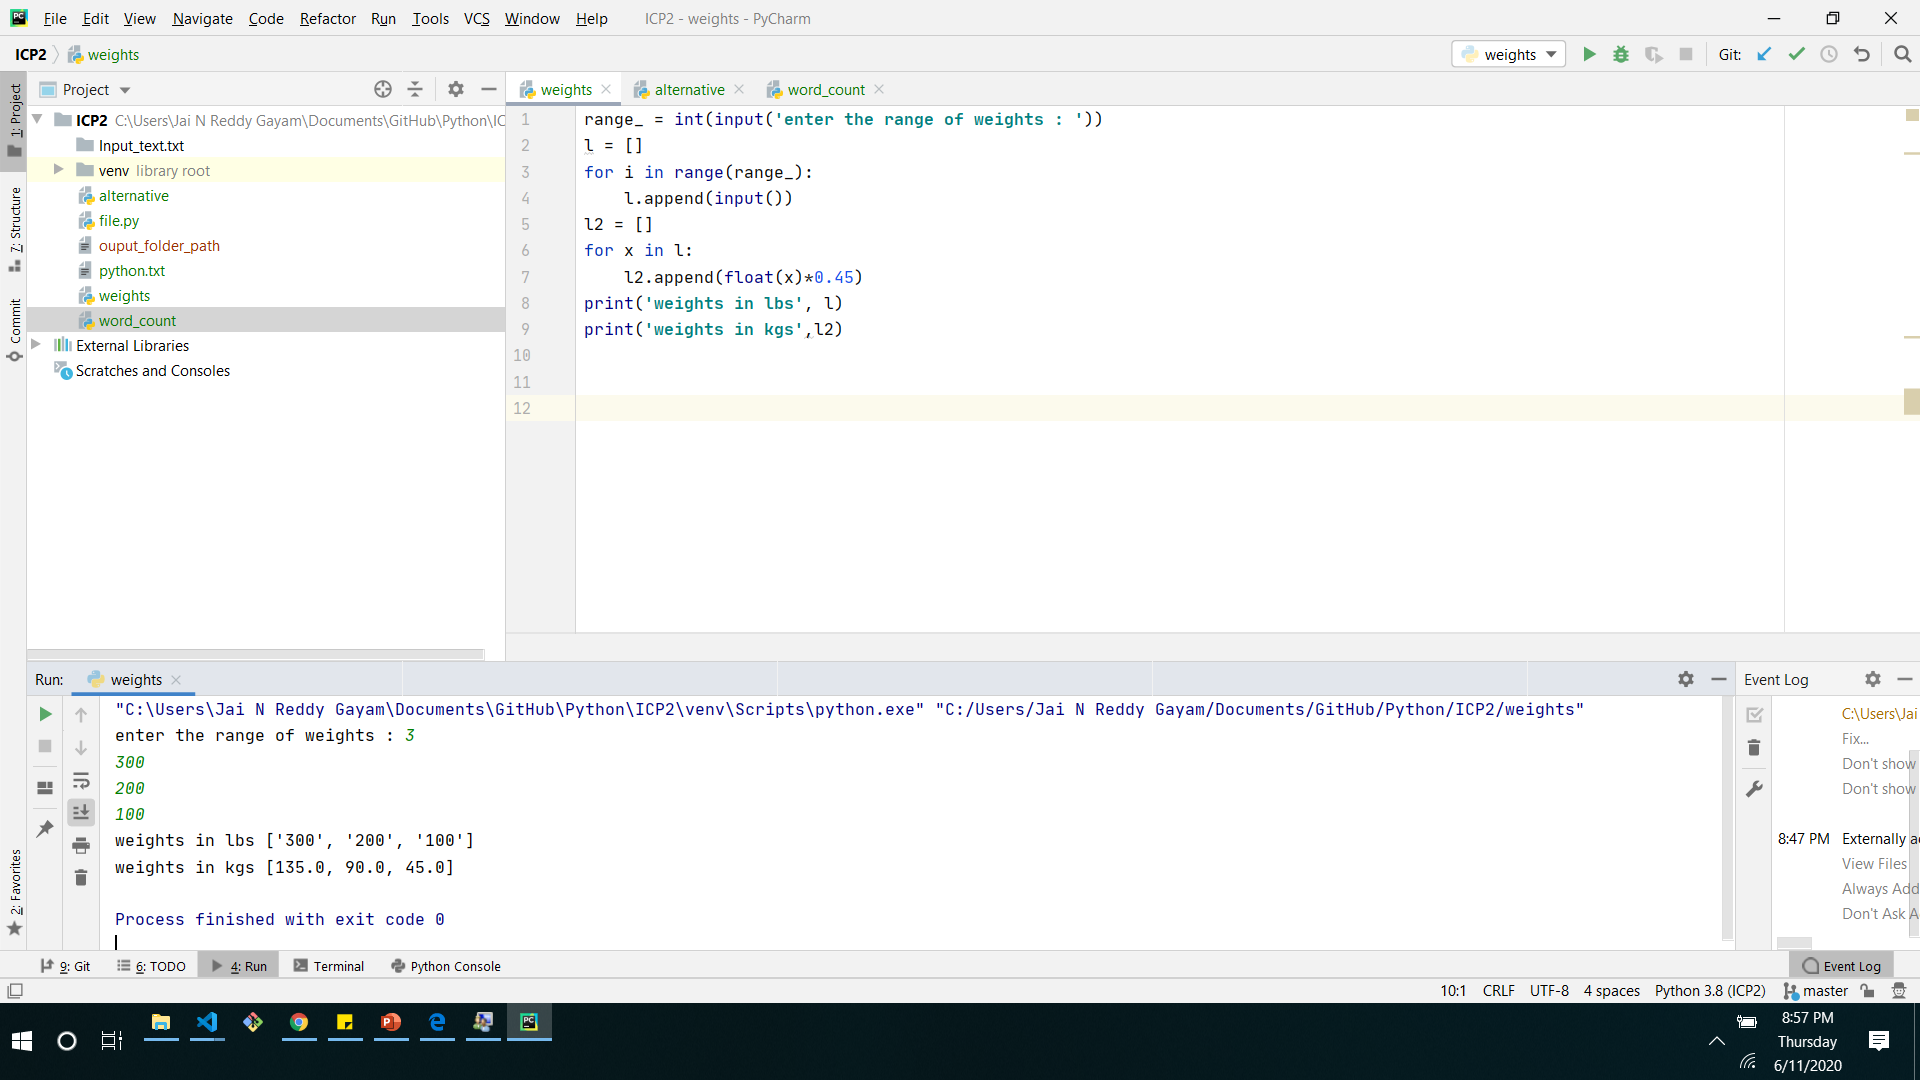 File Edit View Navigate Code Refactor Run Tools VCS Window Help ICP2 - weights - PyCharm
ICP2 weights weights Git:
1: Project
7: Structure
Commit
2: Favorites
Project
ICP2 C:\Users\Jai N Reddy Gayam\Documents\GitHub\Python\IC
Input_text.txt
venv library root
alternative
file.py
ouput_folder_path
python.txt
weights
word_count
External Libraries
Scratches and Consoles
weights alternative word_count
1 range_ = int(input('enter the range of weights : '))
2 l = []
3 for i in range(range_):
4 l.append(input())
5 l2 = []
6 for x in l:
7 l2.append(float(x)*0.45)
8 print('weights in lbs', l)
9 print('weights in kgs',l2)
10
11
12
Run: weights
"C:\Users\Jai N Reddy Gayam\Documents\GitHub\Python\ICP2\venv\Scripts\python.exe" "C:/Users/Jai N Reddy Gayam/Documents/GitHub/Python/ICP2/weights"
enter the range of weights : 3
300
200
100
weights in lbs ['300', '200', '100']
weights in kgs [135.0, 90.0, 45.0]
Process finished with exit code 0
Event Log
C:\Users\Jai
Fix...
Don't show
Don't show
8:47 PM Externally a
View Files
Always Add
Don't Ask A
9: Git 6: TODO 4: Run Terminal Python Console Event Log
10:1 CRLF UTF-8 4 spaces Python 3.8 (ICP2) master
8:57 PM
Thursday
6/11/2020